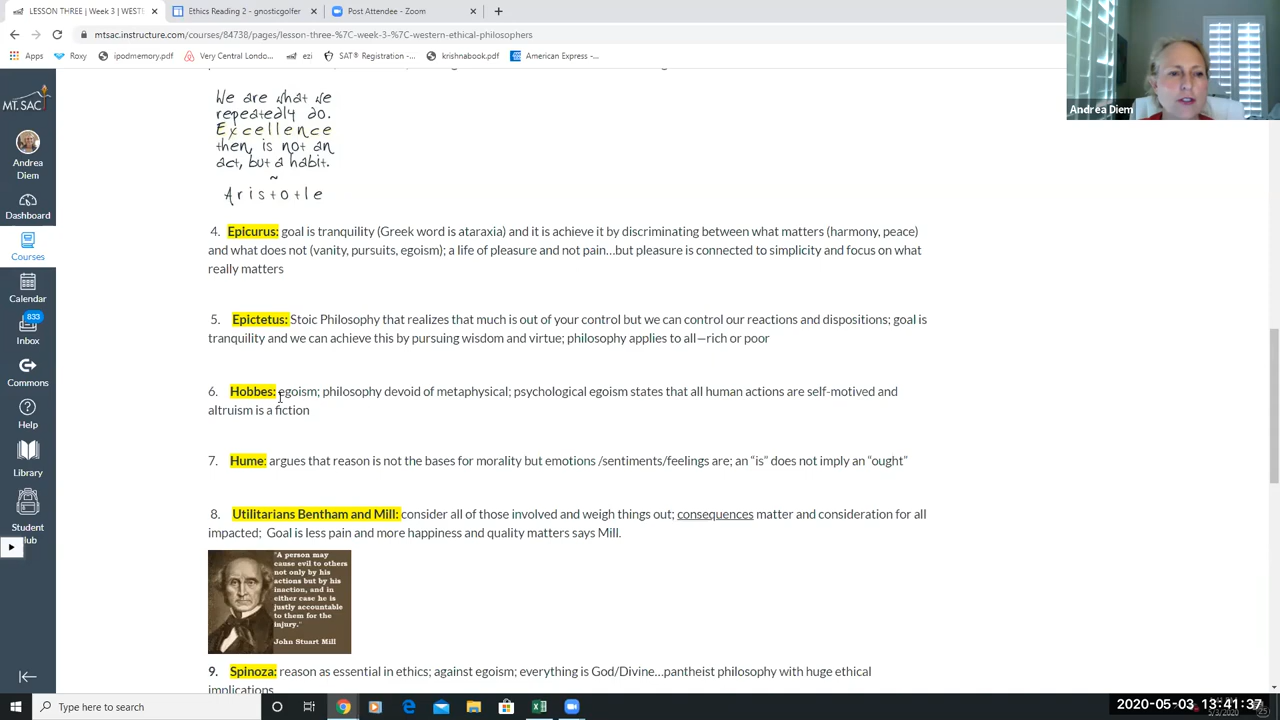 LESSON THREE | Week 3 | WEST
Ethics Reading 2 - gnosticgolfer
Post Attendee - Zoom
mtsac.instructure.com/courses/84738/pages/lesson-three-%7C-week-3-%7C-western-ethical-philoso
Apps
Roxy
ipodmemory.pdf
Very Central London...
ezi
SAT® Registration -...
krishnabook.pdf
American Express -...
Andrea Diem
MT.SAC
Account
Dashboard
Courses
Calendar
833
Inbox
Commons
Help
Library
Student
Clubhub
We are what we
repeatedly do.
Excellence
then, is not an
act, but a habit.
~
Aristotle
4. Epicurus: goal is tranquility (Greek word is ataraxia) and it is achieve it by discriminating between what matters (harmony, peace)
and what does not (vanity, pursuits, egoism); a life of pleasure and not pain...but pleasure is connected to simplicity and focus on what
really matters
5. Epictetus: Stoic Philosophy that realizes that much is out of your control but we can control our reactions and dispositions; goal is
tranquility and we can achieve this by pursuing wisdom and virtue; philosophy applies to all—rich or poor
6. Hobbes: egoism; philosophy devoid of metaphysical; psychological egoism states that all human actions are self-motived and
altruism is a fiction
7. Hume: argues that reason is not the bases for morality but emotions /sentiments/feelings are; an “is” does not imply an “ought”
8. Utilitarians Bentham and Mill: consider all of those involved and weigh things out; consequences matter and consideration for all
impacted; Goal is less pain and more happiness and quality matters says Mill.
"A person may
cause evil to others
not only by his
actions but by his
inaction, and in
either case he is
justly accountable
to them for the
injury."
John Stuart Mill
9. Spinoza: reason as essential in ethics; against egoism; everything is God/Divine...pantheist philosophy with huge ethical
implications
Type here to search
2020-05-03 13:41:37